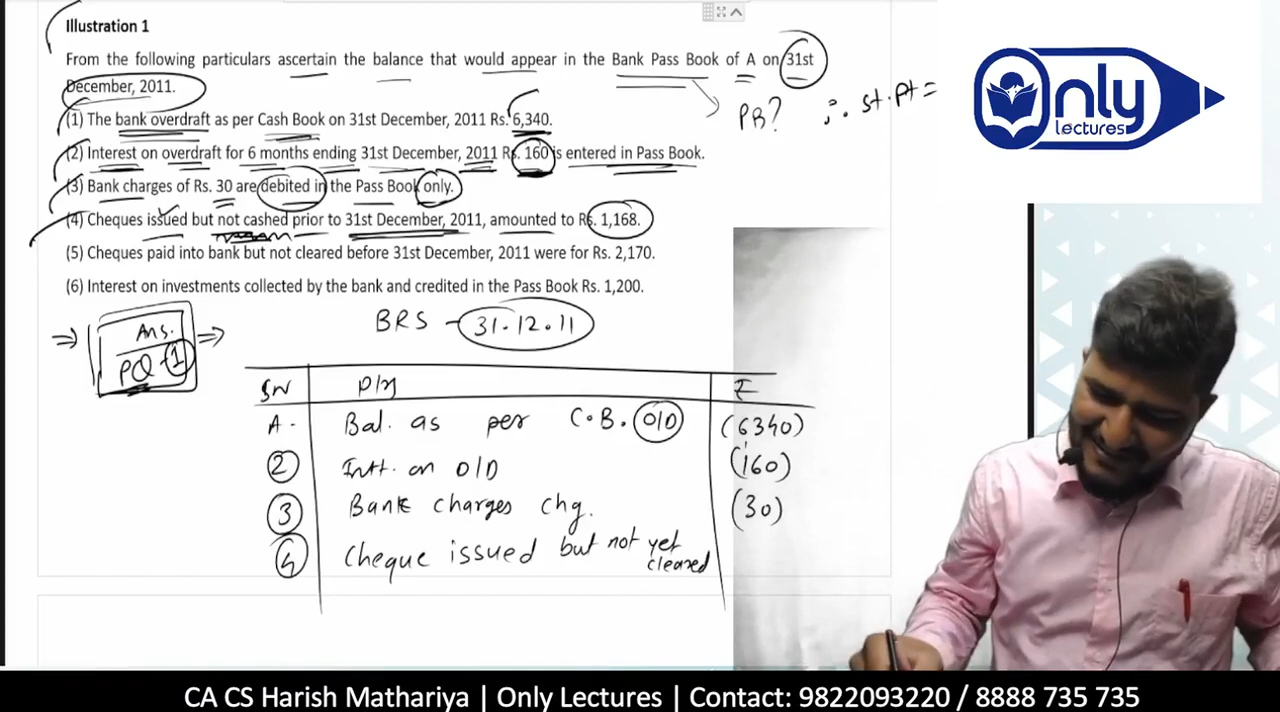 Illustration 1
From the following particulars ascertain the balance that would appear in the Bank Pass Book of A on 31st
December, 2011.
(1) The bank overdraft as per Cash Book on 31st December, 2011 Rs. 6,340.
(2) Interest on overdraft for 6 months ending 31st December, 2011 Rs. 160 is entered in Pass Book.
(3) Bank charges of Rs. 30 are debited in the Pass Book only.
(4) Cheques issued but not cashed prior to 31st December, 2011, amounted to Rs. 1,168.
(5) Cheques paid into bank but not cleared before 31st December, 2011 were for Rs. 2,170.
(6) Interest on investments collected by the bank and credited in the Pass Book Rs. 1,200.
PB? ∴ st. pt =
Only
lectures
⇒ Ans. ⇒
PQ-1
BRS - 31.12.11
A. Bal. as per C.B. O/D (6340)
2 Intt. on O/D (160)
3 Bank charges chg. (30)
Cheque issued but not yet
cleared
CA CS Harish Mathariya | Only Lectures | Contact: 9822093220 / 8888 735 735